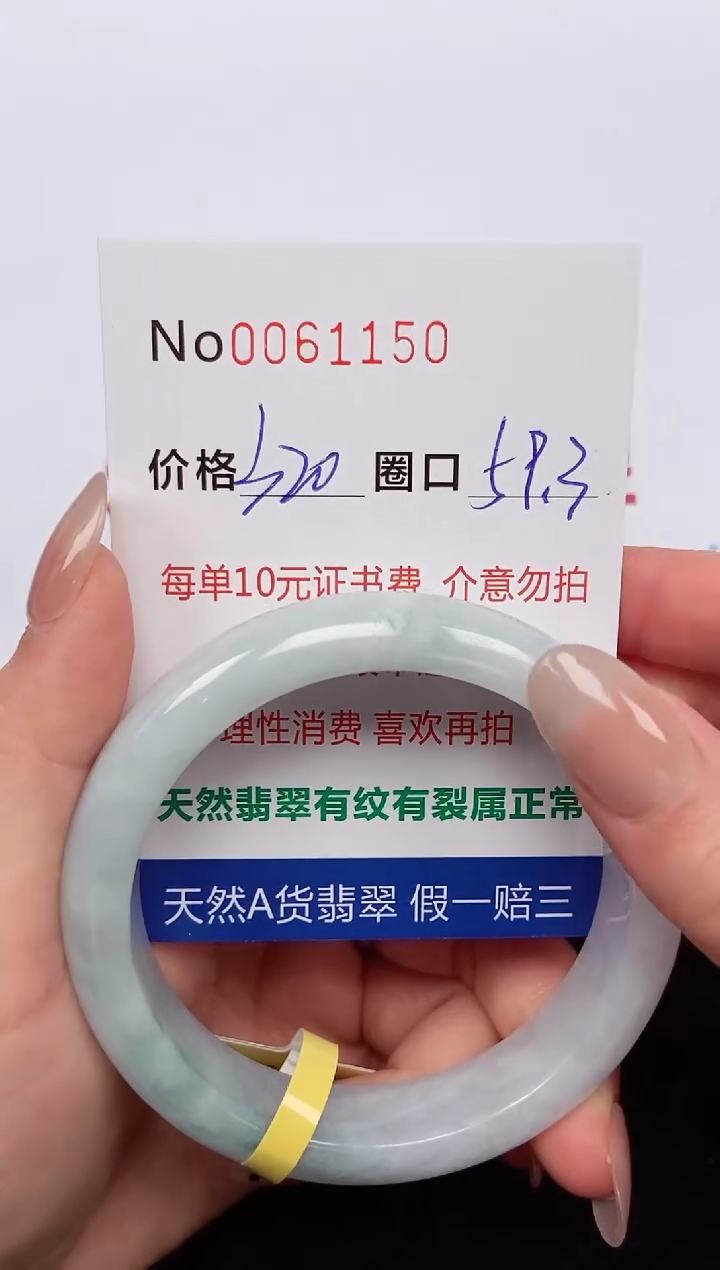 No0061150
价格520 圈口59.3
每单10元证书费 介意勿拍
理性消费 喜欢再拍
天然翡翠有纹有裂属正常
天然A货翡翠 假一赔三